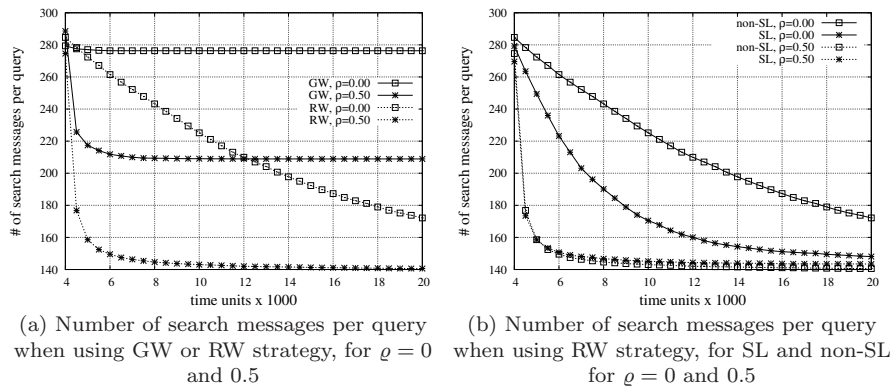 300
280
260
240
220
200
180
160
140
# of search messages per query
GW, ρ=0.00
GW, ρ=0.50
RW, ρ=0.00
RW, ρ=0.50
4 6 8 10 12 14 16 18 20
time units x 1000
(a) Number of search messages per query
when using GW or RW strategy, for ϱ = 0
and 0.5
300
280
260
240
220
200
180
160
140
# of search messages per query
non-SL, ρ=0.00
SL, ρ=0.00
non-SL, ρ=0.50
SL, ρ=0.50
4 6 8 10 12 14 16 18 20
time units x 1000
(b) Number of search messages per query
when using RW strategy, for SL and non-SL
for ϱ = 0 and 0.5